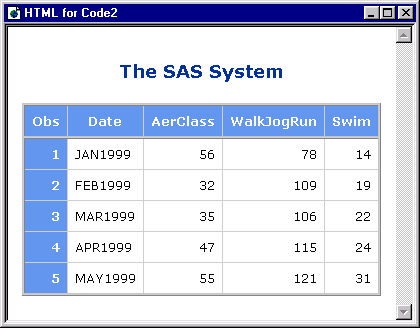 HTML for Code2
The SAS System
Obs Date AerClass WalkJogRun Swim
1 JAN1999 56 78 14
2 FEB1999 32 109 19
3 MAR1999 35 106 22
4 APR1999 47 115 24
5 MAY1999 55 121 31